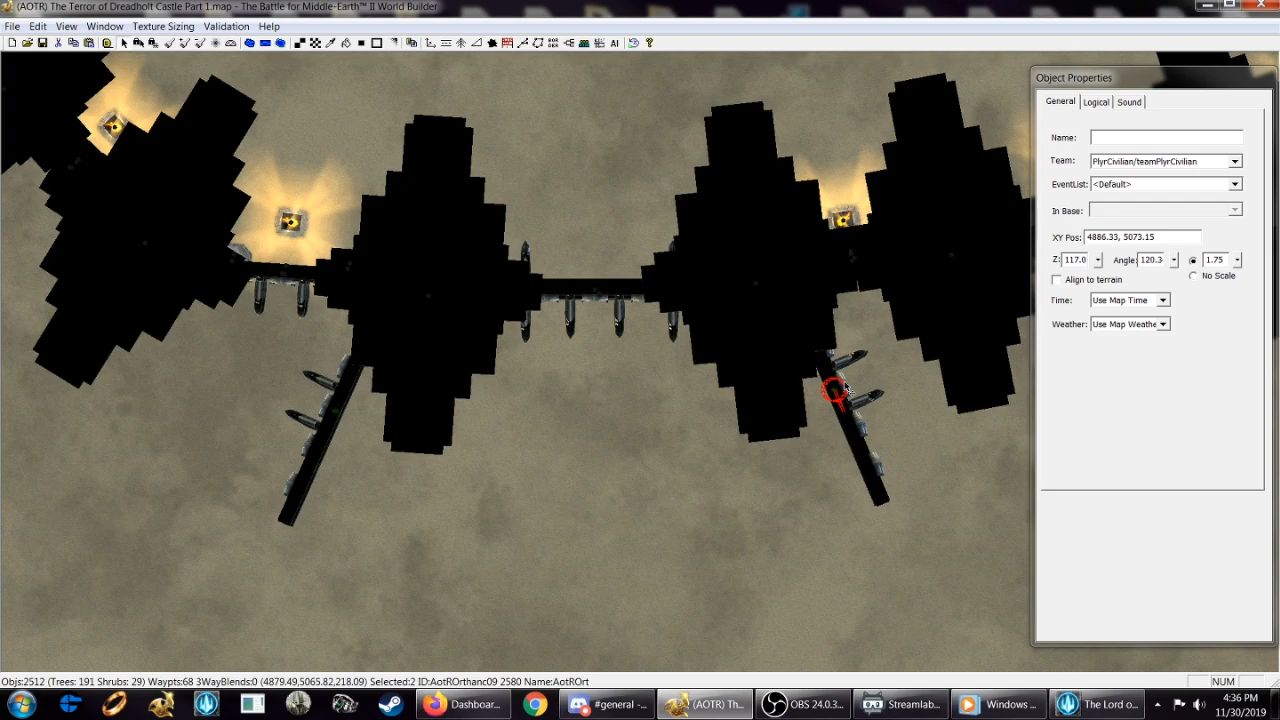 (AOTR) The Terror of Dreadholt Castle Part 1.map - The Battle for Middle-Earth™ II World Builder
File Edit View Window Texture Sizing Validation Help
AI
Object Properties
General Logical Sound
Name:
Team: PlyrCivilian/teamPlyrCivilian
EventList: <Default>
In Base:
XY Pos: 4886.33, 5073.15
Z: 117.0 Angle: 120.3 1.75
Align to terrain No Scale
Time: Use Map Time
Weather: Use Map Weathe
Objs:2512 (Trees: 191 Shrubs: 29) Waypts:68 3WayBlends:0 (4879.49,5065.82,218.09) Selected:2 ID:AotROrthanc09 2580 Name:AotROrt
NUM
Dashboar... #general -... (AOTR) Th... OBS 24.0.3... Streamlab... Windows ... The Lord o...
4:36 PM
11/30/2019